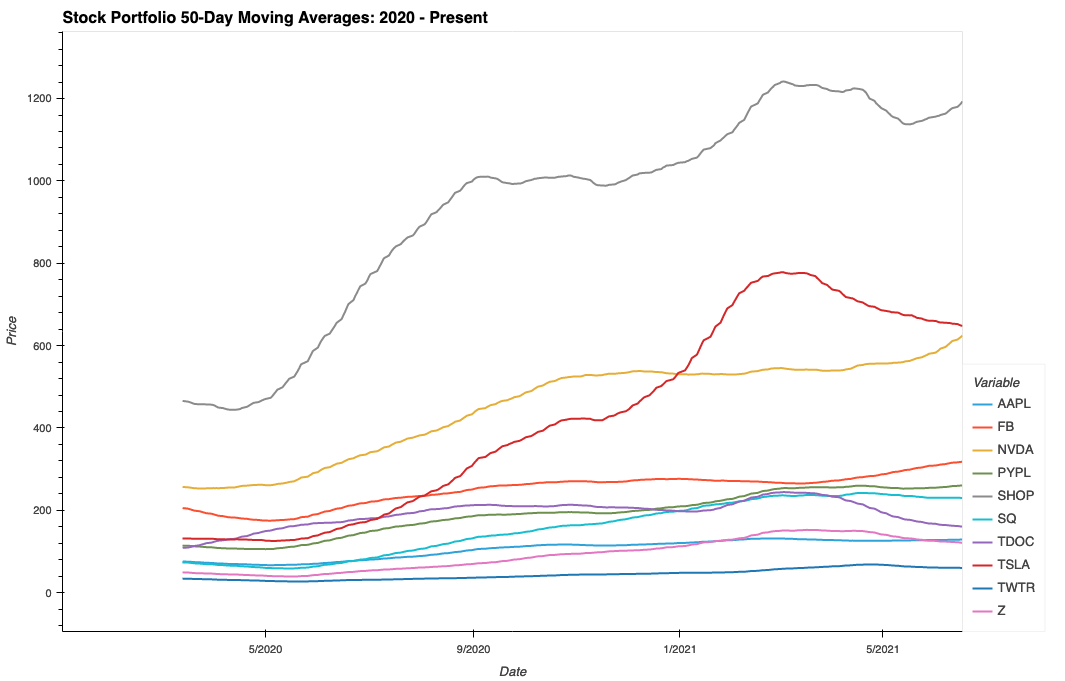 Stock Portfolio 50-Day Moving Averages: 2020 - Present
Price
1200
1000
800
600
400
200
0
5/2020
9/2020
1/2021
5/2021
Date
Variable
AAPL
FB
NVDA
PYPL
SHOP
SQ
TDOC
TSLA
TWTR
Z